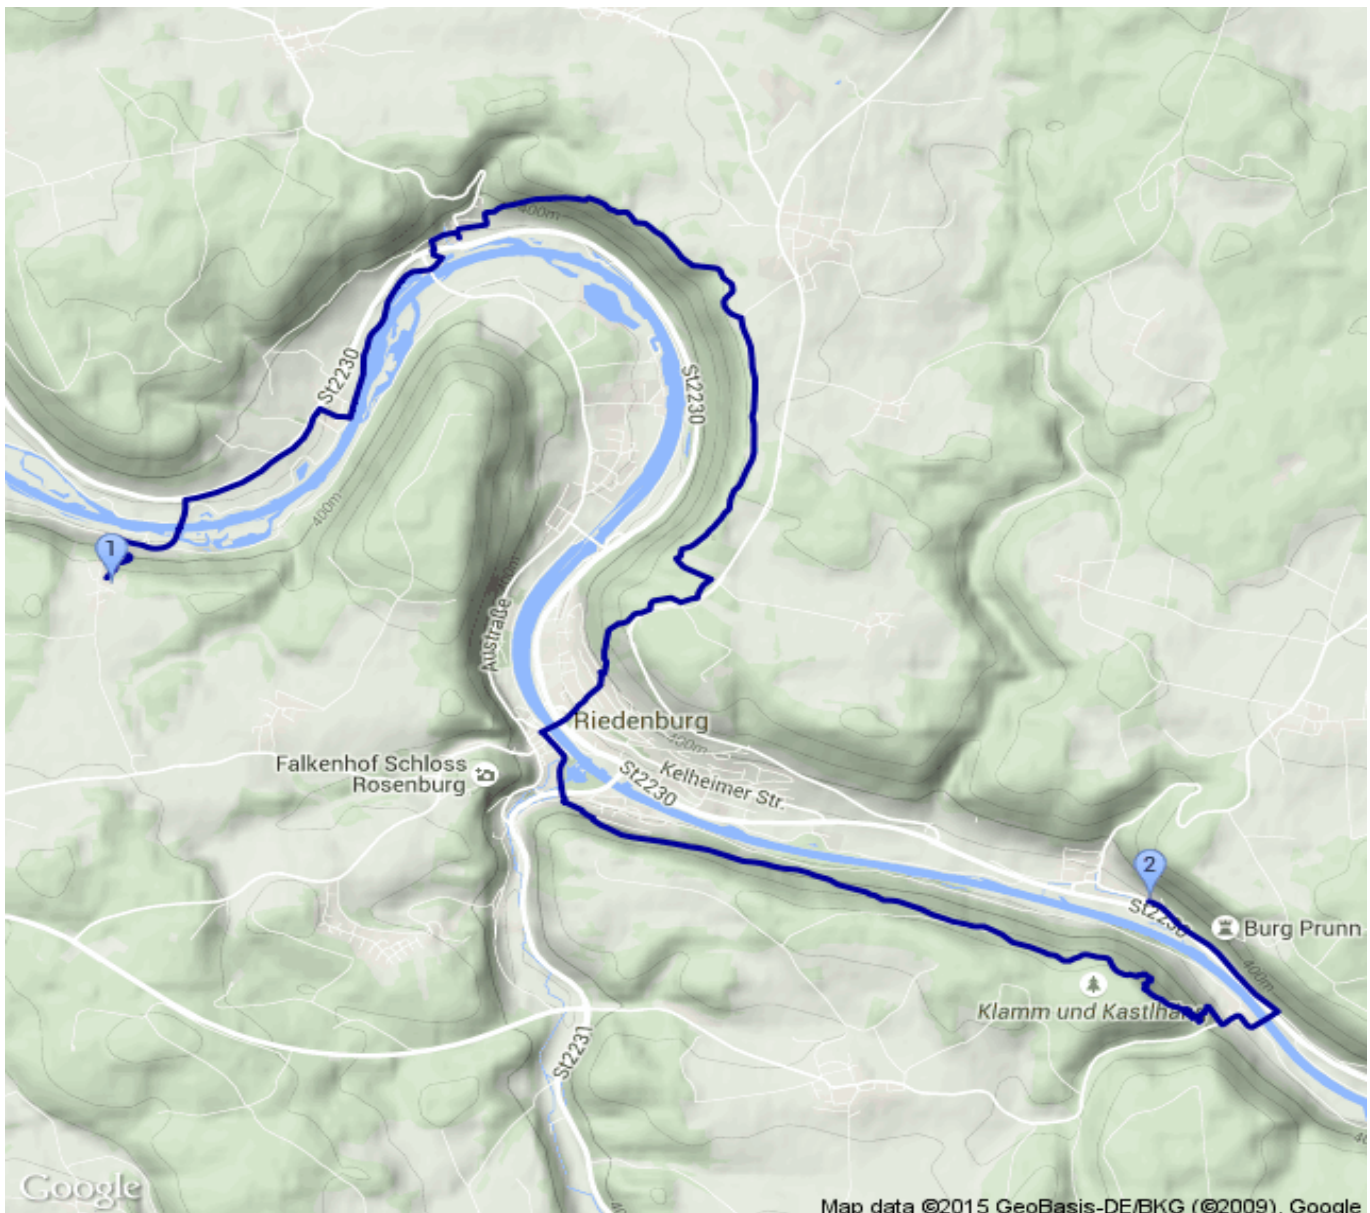 400m
St2230
St2230
400m
1
Austraße
400m
Riedenburg
400m
Falkenhof Schloss
Rosenburg
St2230
Kelheimer Str.
2
St2230
Burg Prunn
400m
Klamm und Kastlhäng
St2231
Google
Map data ©2015 GeoBasis-DE/BKG (©2009), Google